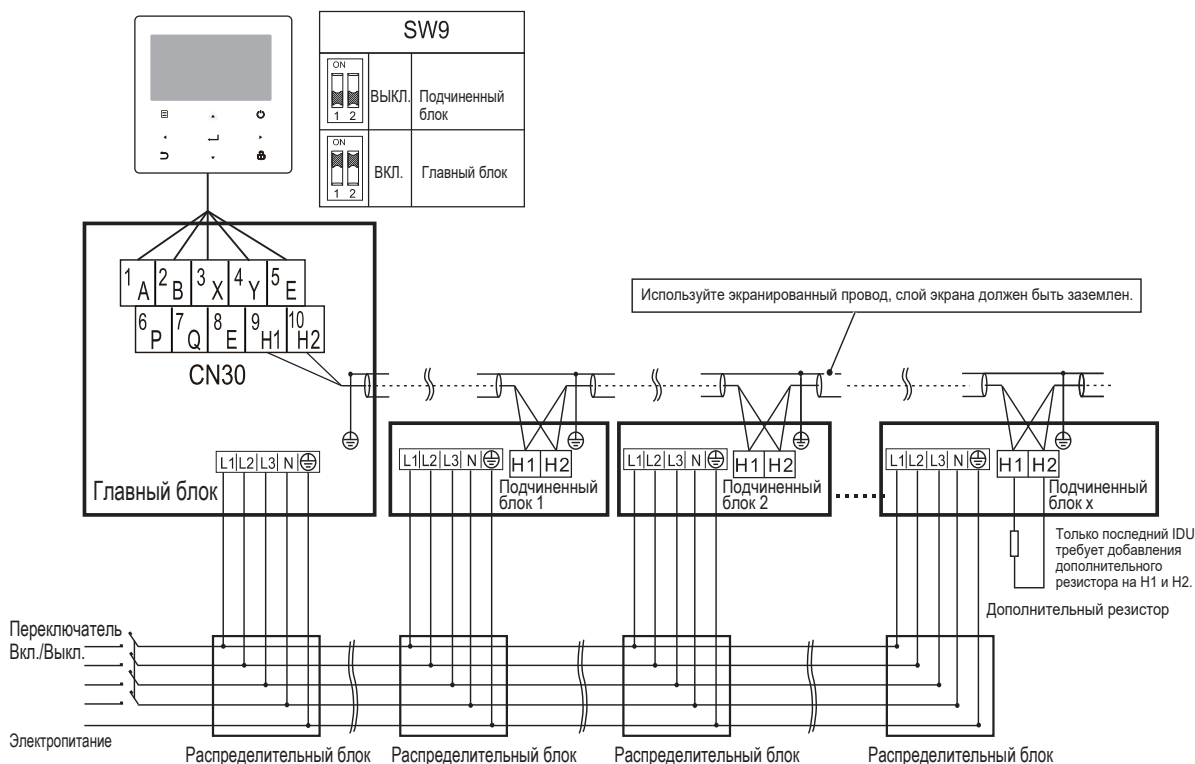 SW9
ON
1 2
ВЫКЛ.
Подчиненный
блок
ON
1 2
ВКЛ.
Главный блок
1 A 2 B 3 X 4 Y 5 E
6 P 7 Q 8 E 9 H1 10 H2
CN30
Используйте экранированный провод, слой экрана должен быть заземлен.
L1 L2 L3 N
Главный блок
L1 L2 L3 N
H1 H2
Подчиненный
блок 1
L1 L2 L3 N
H1 H2
Подчиненный
блок 2
L1 L2 L3 N
H1 H2
Подчиненный
блок x
Только последний IDU
требует добавления
дополнительного
резистора на H1 и H2.
Дополнительный резистор
Переключатель
Вкл./Выкл.
Электропитание
Распределительный блок
Распределительный блок
Распределительный блок
Распределительный блок